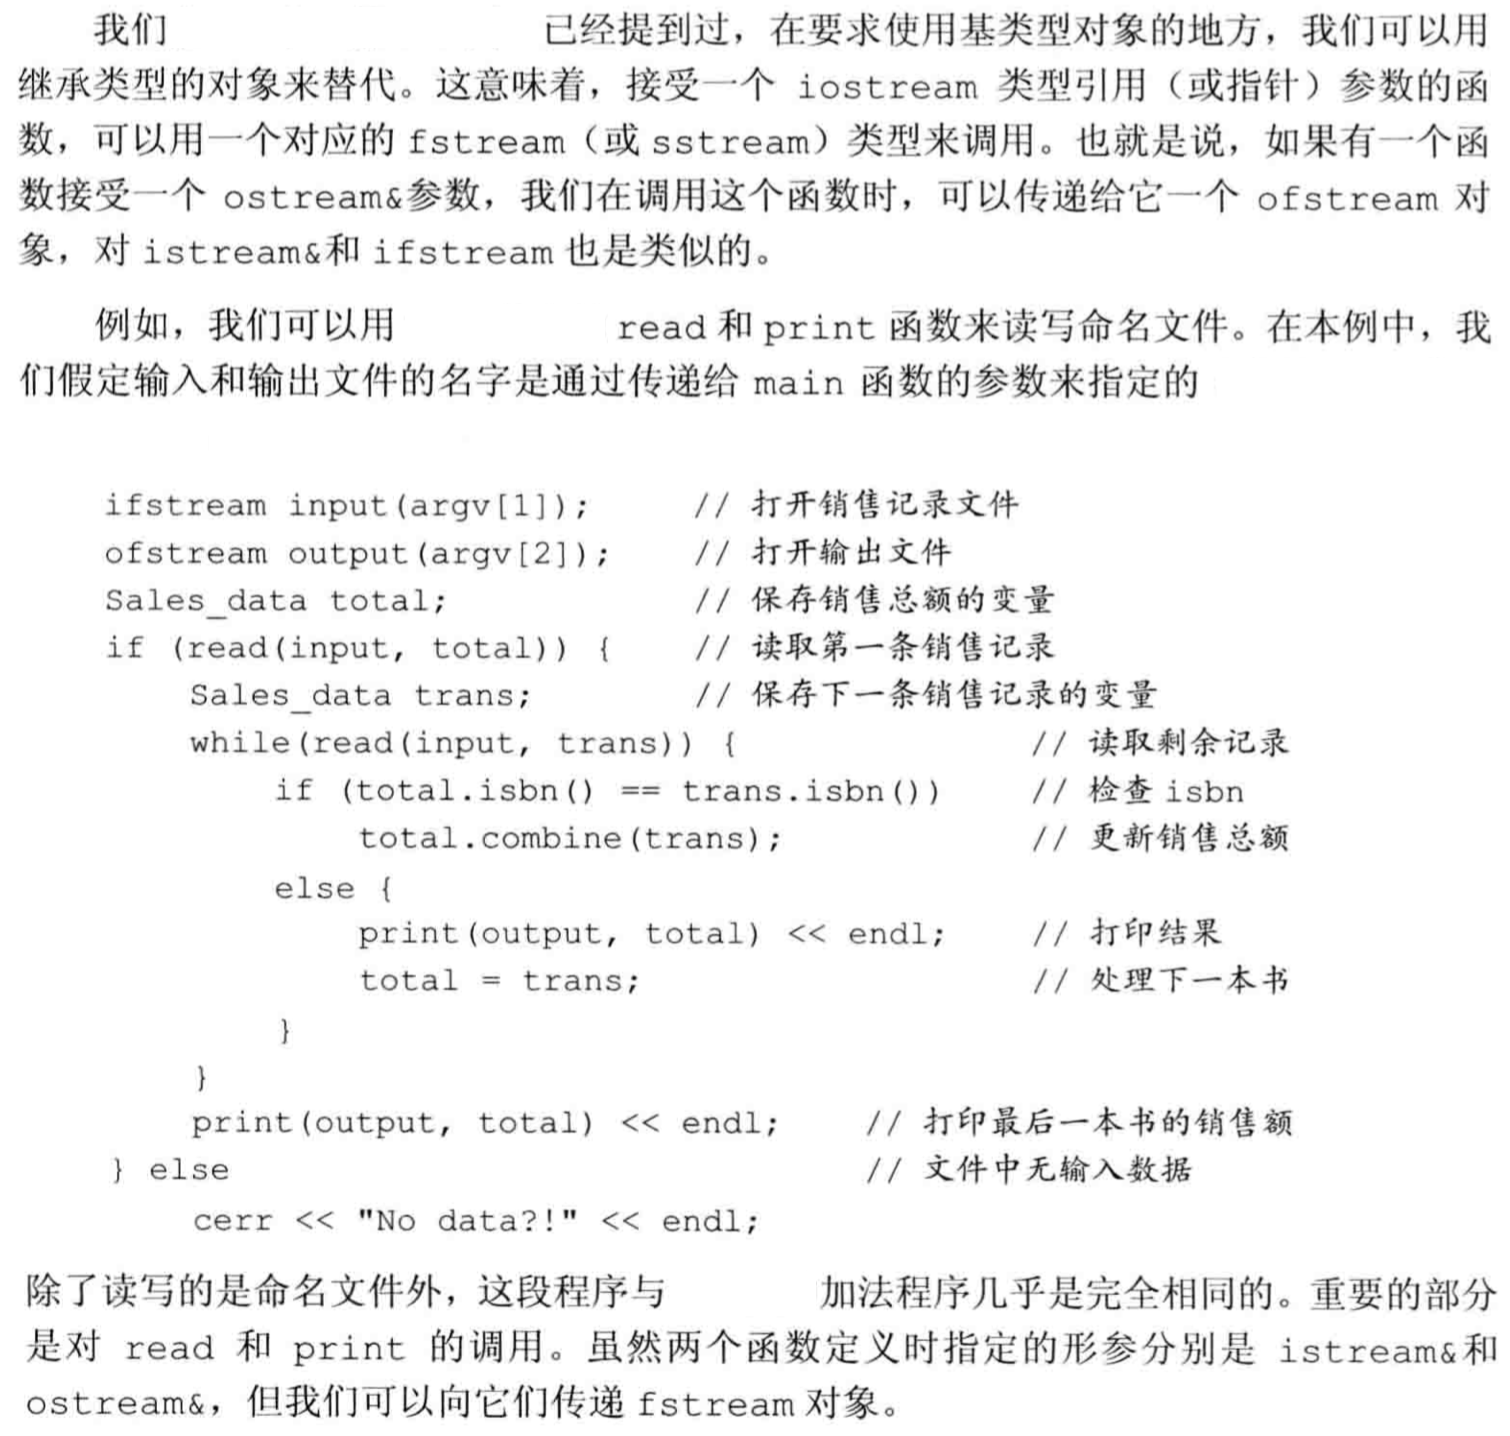 我们 已经提到过，在要求使用基类型对象的地方，我们可以用
继承类型的对象来替代。这意味着，接受一个 iostream 类型引用（或指针）参数的函
数，可以用一个对应的 fstream（或 sstream）类型来调用。也就是说，如果有一个函
数接受一个 ostream&参数，我们在调用这个函数时，可以传递给它一个 ofstream 对
象，对 istream&和 ifstream 也是类似的。
例如，我们可以用 read 和 print 函数来读写命名文件。在本例中，我
们假定输入和输出文件的名字是通过传递给 main 函数的参数来指定的
ifstream input(argv[1]); // 打开销售记录文件
ofstream output(argv[2]); // 打开输出文件
Sales_data total; // 保存销售总额的变量
if (read(input, total)) { // 读取第一条销售记录
Sales_data trans; // 保存下一条销售记录的变量
while(read(input, trans)) { // 读取剩余记录
if (total.isbn() == trans.isbn()) // 检查 isbn
total.combine(trans); // 更新销售总额
else {
print(output, total) << endl; // 打印结果
total = trans; // 处理下一本书
}
}
print(output, total) << endl; // 打印最后一本书的销售额
} else // 文件中无输入数据
cerr << "No data?!" << endl;
除了读写的是命名文件外，这段程序与 加法程序几乎是完全相同的。重要的部分
是对 read 和 print 的调用。虽然两个函数定义时指定的形参分别是 istream&和
ostream&，但我们可以向它们传递 fstream 对象。